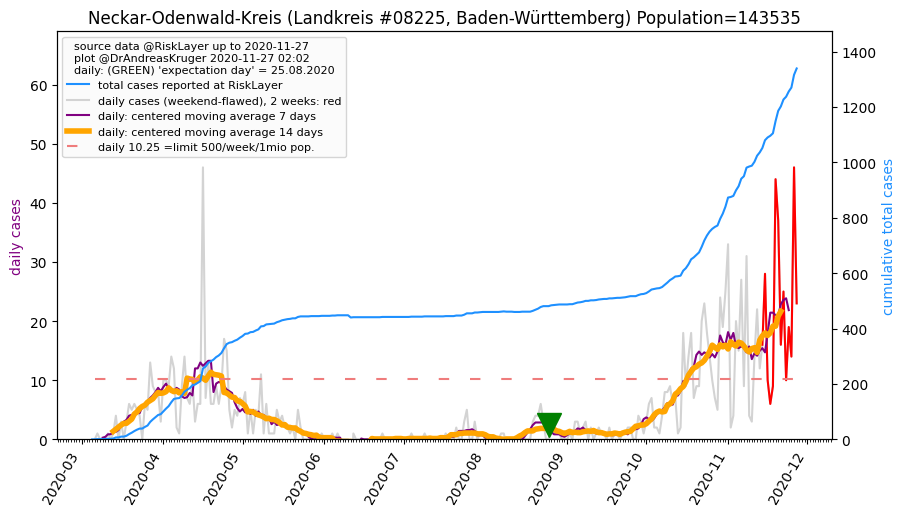 Neckar-Odenwald-Kreis (Landkreis #08225, Baden-Württemberg) Population=143535
source data @RiskLayer up to 2020-11-27
plot @DrAndreasKruger 2020-11-27 02:02
daily: (GREEN) 'expectation day' = 25.08.2020
total cases reported at RiskLayer
daily cases (weekend-flawed), 2 weeks: red
daily: centered moving average 7 days
daily: centered moving average 14 days
daily 10.25 =limit 500/week/1mio pop.
daily cases
0
10
20
30
40
50
60
cumulative total cases
0
200
400
600
800
1000
1200
1400
2020-03
2020-04
2020-05
2020-06
2020-07
2020-08
2020-09
2020-10
2020-11
2020-12